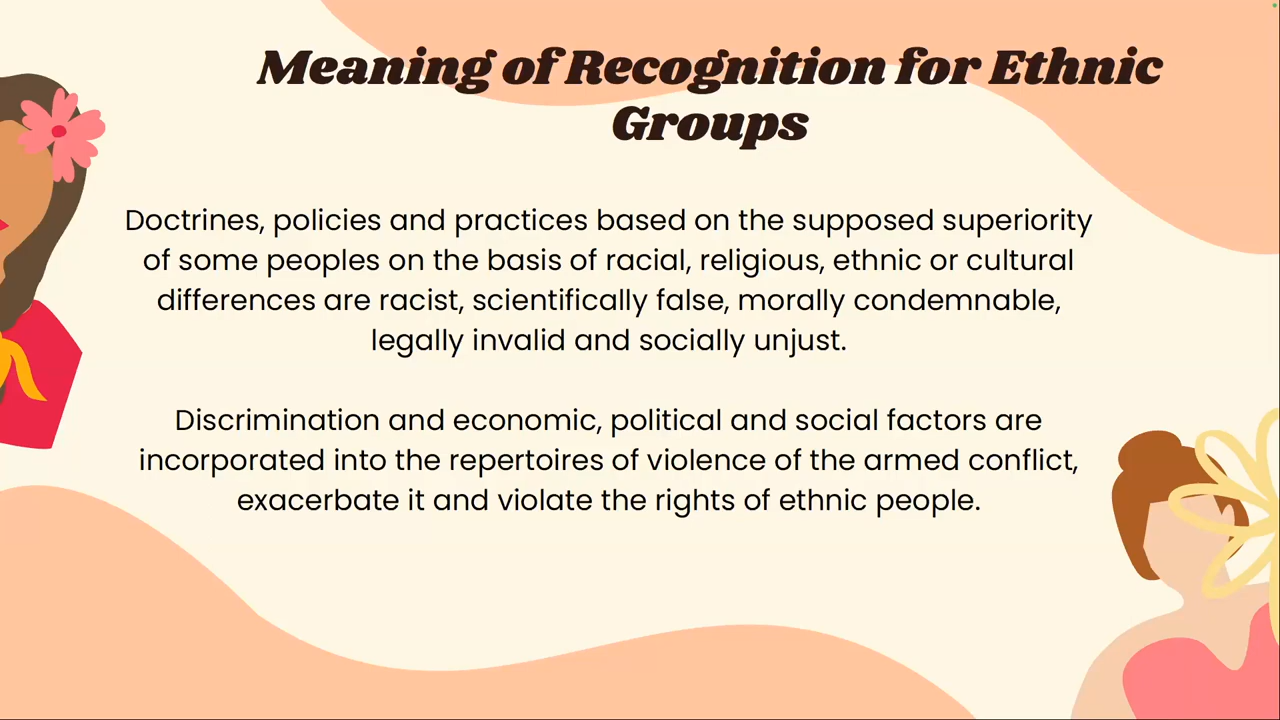 Meaning of Recognition for Ethnic
Groups
Doctrines, policies and practices based on the supposed superiority
of some peoples on the basis of racial, religious, ethnic or cultural
differences are racist, scientifically false, morally condemnable,
legally invalid and socially unjust.
Discrimination and economic, political and social factors are
incorporated into the repertoires of violence of the armed conflict,
exacerbate it and violate the rights of ethnic people.